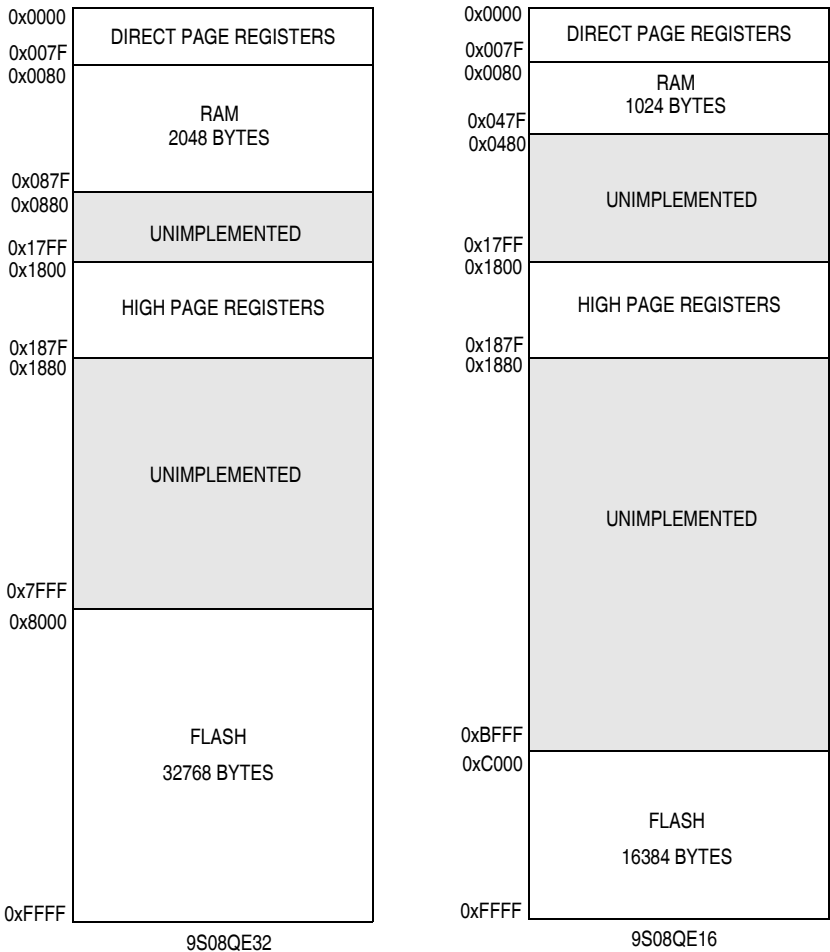 0x0000
DIRECT PAGE REGISTERS
0x007F
0x0080
RAM
2048 BYTES
0x087F
0x0880
UNIMPLEMENTED
0x17FF
0x1800
HIGH PAGE REGISTERS
0x187F
0x1880
UNIMPLEMENTED
0x7FFF
0x8000
FLASH
32768 BYTES
0xFFFF
9S08QE32
0x0000
DIRECT PAGE REGISTERS
0x007F
0x0080
RAM
1024 BYTES
0x047F
0x0480
UNIMPLEMENTED
0x17FF
0x1800
HIGH PAGE REGISTERS
0x187F
0x1880
UNIMPLEMENTED
0xBFFF
0xC000
FLASH
16384 BYTES
0xFFFF
9S08QE16